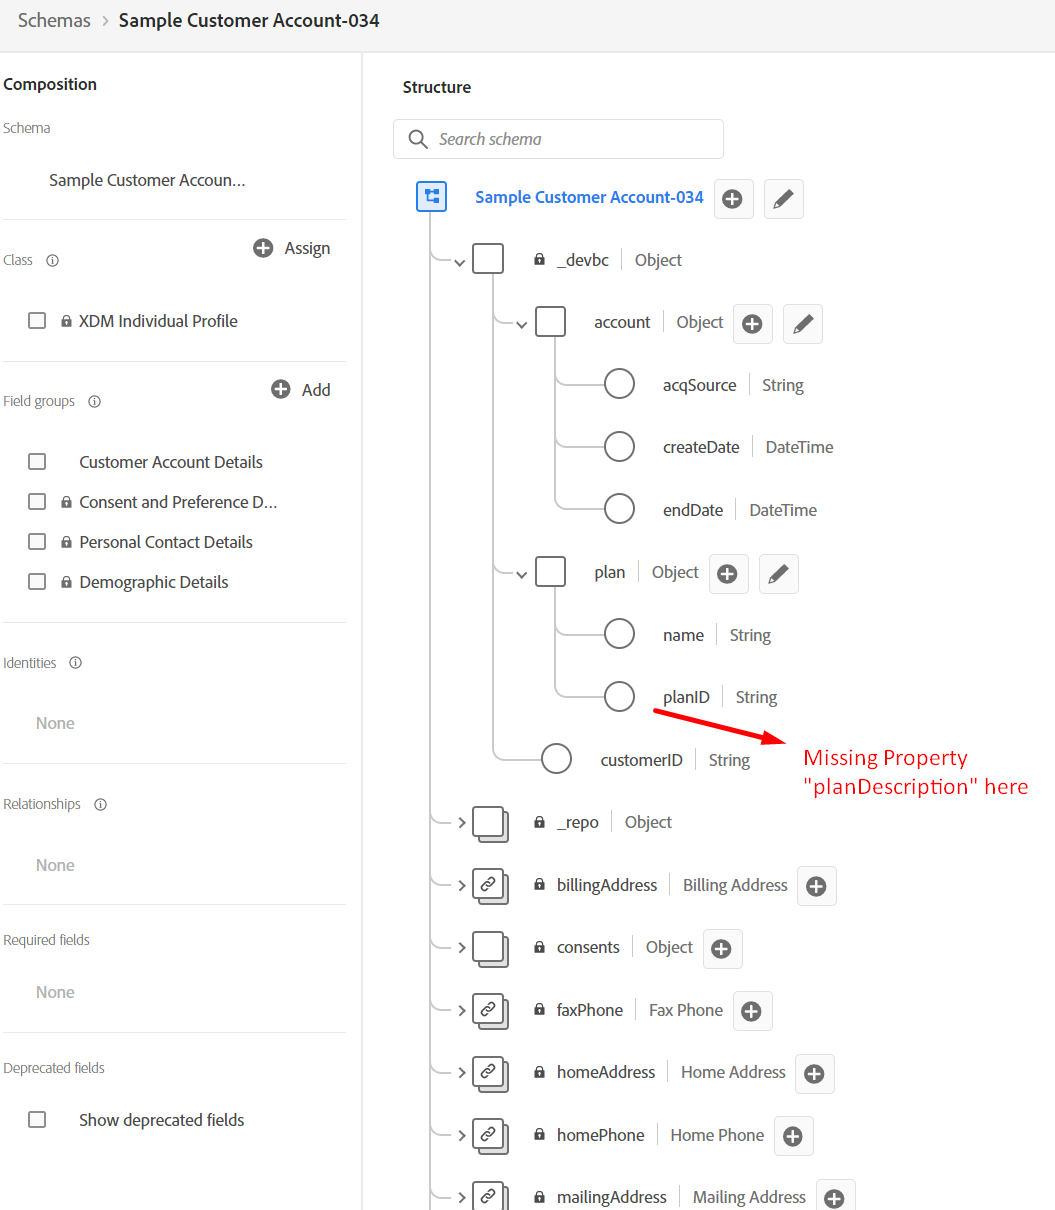 Schemas > Sample Customer Account-034
Composition
Schema
Sample Customer Accoun...
Class
Assign
XDM Individual Profile
Field groups
Add
Customer Account Details
Consent and Preference D...
Personal Contact Details
Demographic Details
Identities
None
Relationships
None
Required fields
None
Deprecated fields
Show deprecated fields
Structure
Search schema
Sample Customer Account-034
_devbc Object
account Object
acqSource String
createDate DateTime
endDate DateTime
plan Object
name String
planID String
Missing Property
"planDescription" here
customerID String
_repo Object
billingAddress Billing Address
consents Object
faxPhone Fax Phone
homeAddress Home Address
homePhone Home Phone
mailingAddress Mailing Address